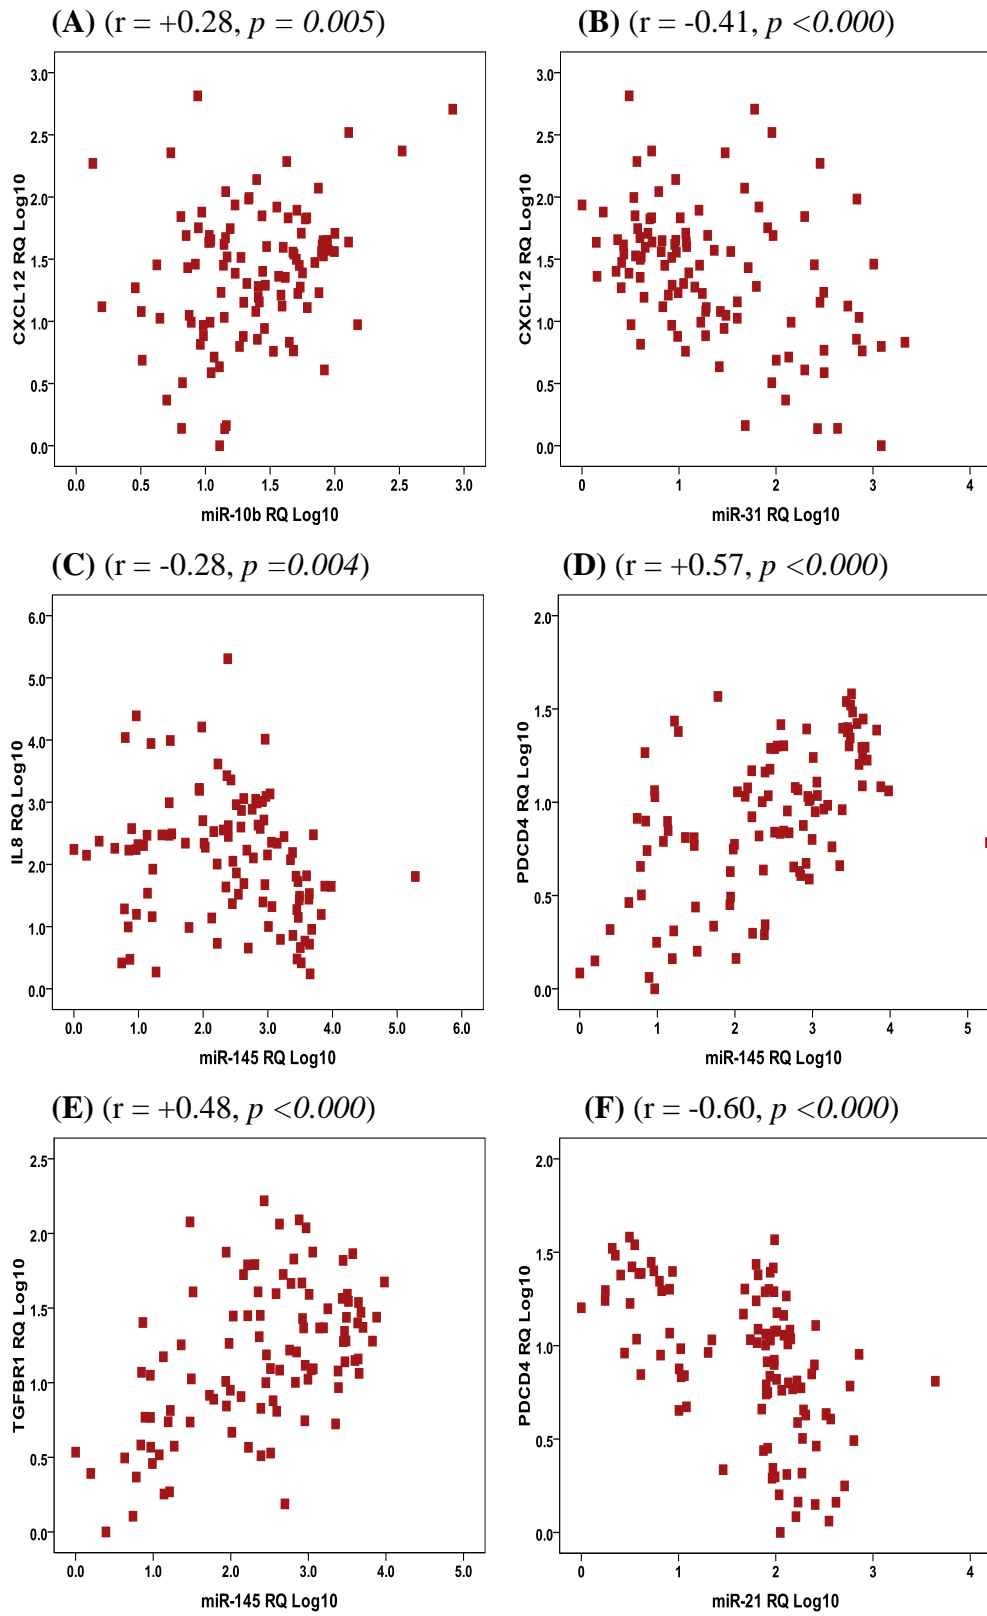 (A) (r = +0.28, p = 0.005)
(B) (r = -0.41, p <0.000)
3.0
2.5
2.0
1.5
1.0
0.5
0.0
CXCL12 RQ Log10
0.0 0.5 1.0 1.5 2.0 2.5 3.0
miR-10b RQ Log10
3.0
2.5
2.0
1.5
1.0
0.5
0.0
CXCL12 RQ Log10
0 1 2 3 4
miR-31 RQ Log10
(C) (r = -0.28, p =0.004)
(D) (r = +0.57, p <0.000)
6.0
5.0
4.0
3.0
2.0
1.0
0.0
IL8 RQ Log10
0.0 1.0 2.0 3.0 4.0 5.0 6.0
miR-145 RQ Log10
2.0
1.5
1.0
0.5
0.0
PDCD4 RQ Log10
0 1 2 3 4 5
miR-145 RQ Log10
(E) (r = +0.48, p <0.000)
(F) (r = -0.60, p <0.000)
2.5
2.0
1.5
1.0
0.5
0.0
TGFBR1 RQ Log10
0.0 1.0 2.0 3.0 4.0 5.0
miR-145 RQ Log10
2.0
1.5
1.0
0.5
0.0
PDCD4 RQ Log10
0 1 2 3 4
miR-21 RQ Log10